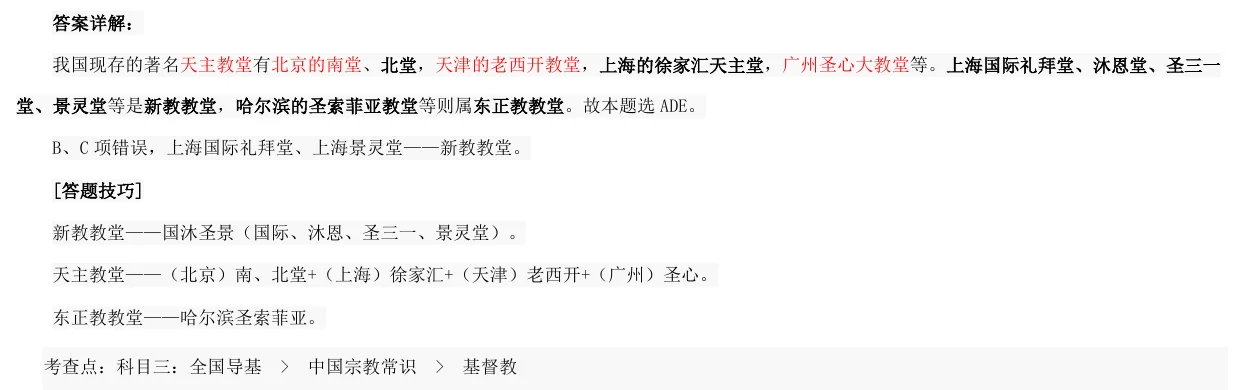 答案详解：
我国现存的著名天主教堂有北京的南堂、北堂，天津的老西开教堂，上海的徐家汇天主堂，广州圣心大教堂等。上海国际礼拜堂、沐恩堂、圣三一
堂、景灵堂等是新教教堂，哈尔滨的圣索菲亚教堂等则属东正教教堂。故本题选 ADE。
B、C 项错误，上海国际礼拜堂、上海景灵堂——新教教堂。
[答题技巧]
新教教堂——国沐圣景（国际、沐恩、圣三一、景灵堂）。
天主教堂——（北京）南、北堂+（上海）徐家汇+（天津）老西开+（广州）圣心。
东正教教堂——哈尔滨圣索菲亚。
考查点：科目三：全国导基 > 中国宗教常识 > 基督教